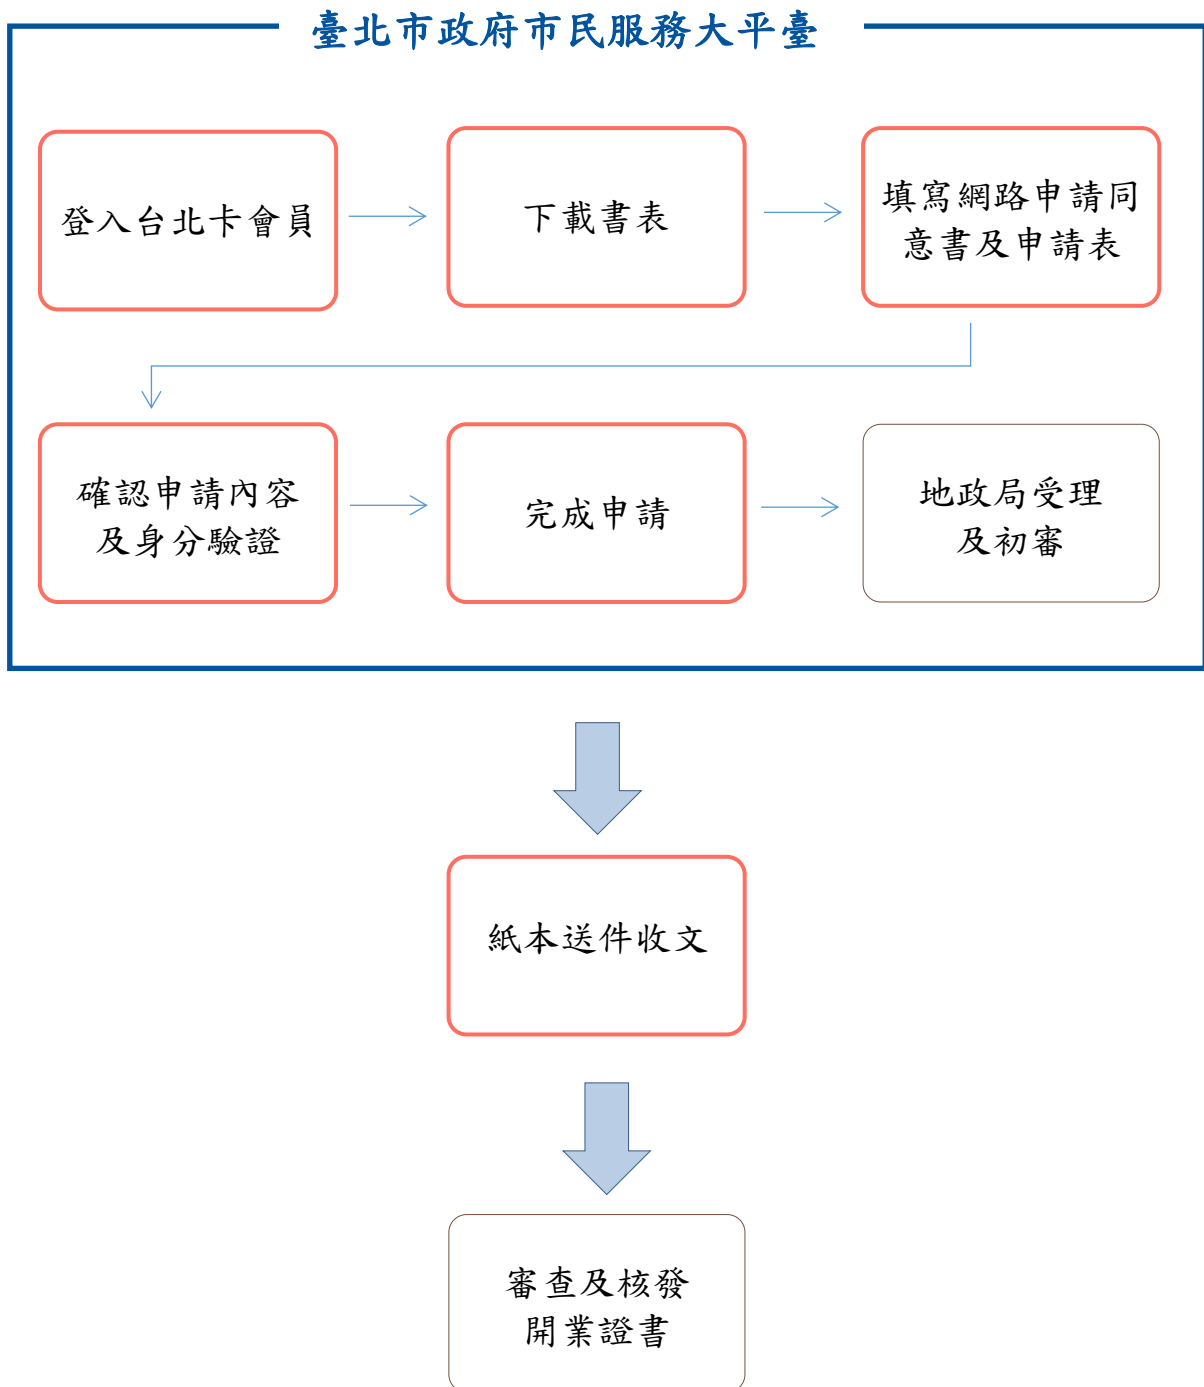 臺北市政府市民服務大平臺
登入台北卡會員
下載書表
填寫網路申請同
意書及申請表
確認申請內容
及身分驗證
完成申請
地政局受理
及初審
紙本送件收文
審查及核發
開業證書